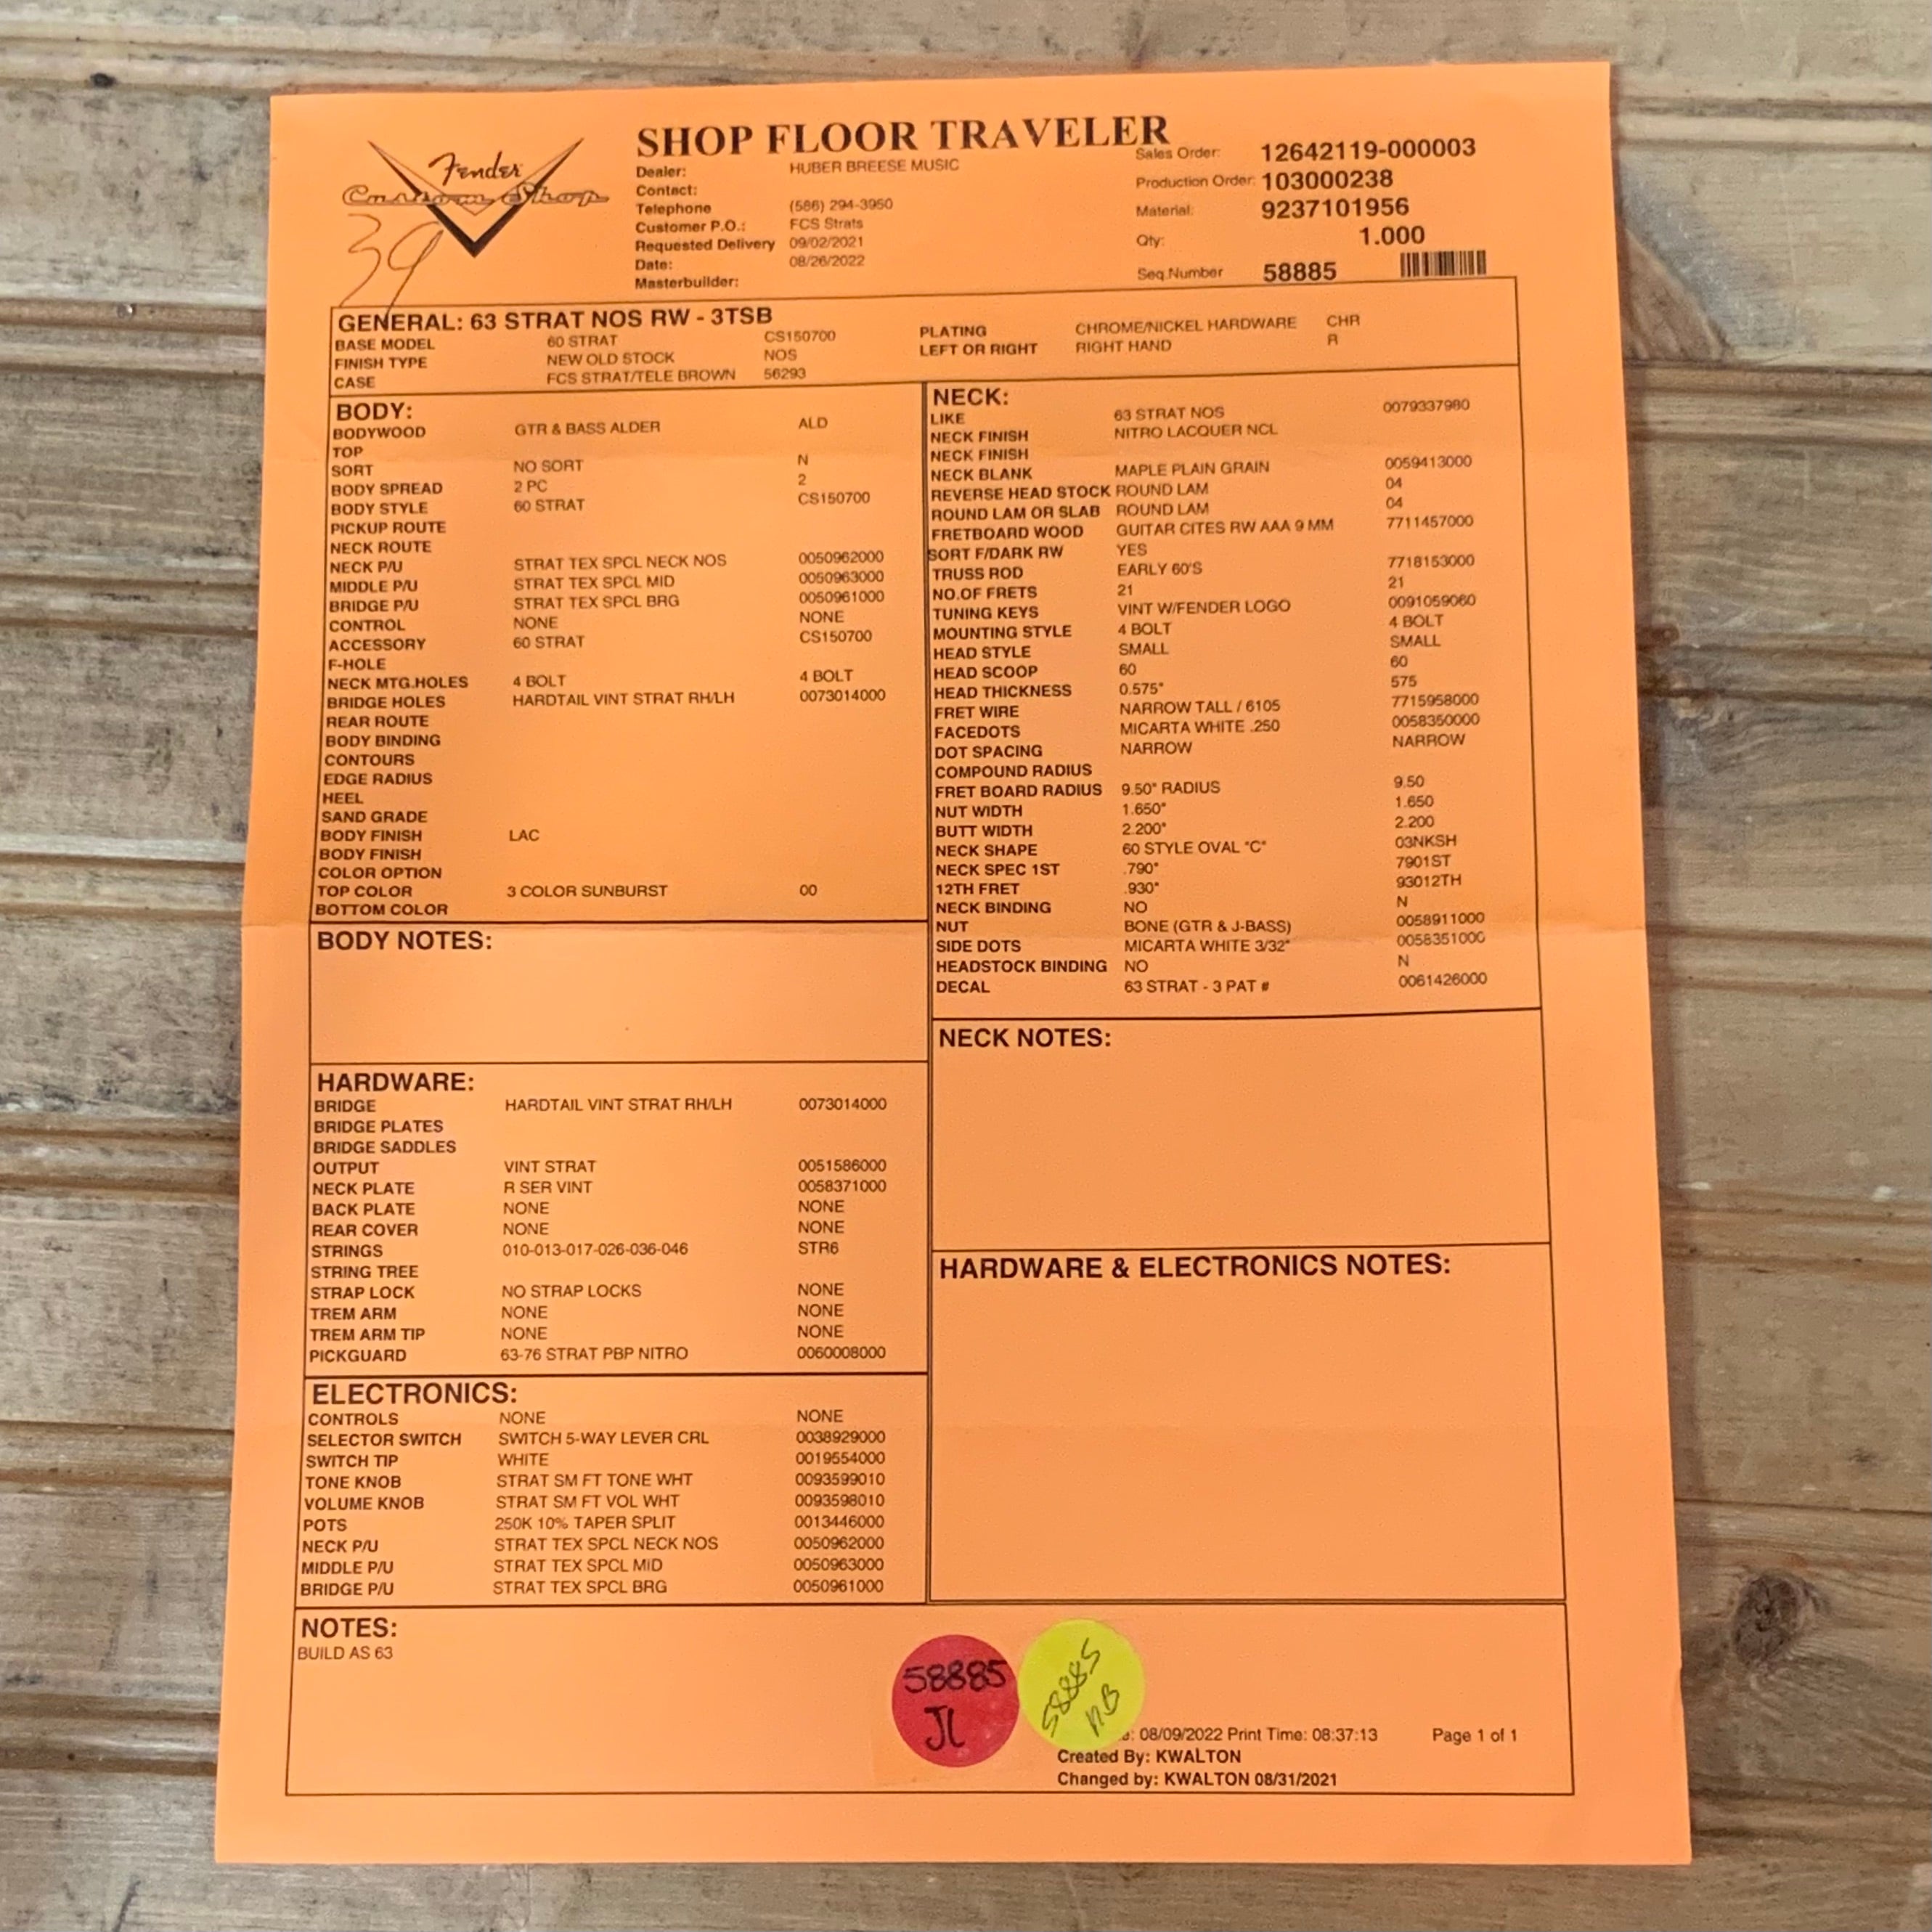 Fender
Custom Shop
39
SHOP FLOOR TRAVELER
Dealer: HUBER BREESE MUSIC
Contact:
Telephone (586) 294-3950
Customer P.O.: FCS Strats
Requested Delivery 09/02/2021
Date: 08/26/2022
Masterbuilder:
Sales Order: 12642119-000003
Production Order: 103000238
Material: 9237101956
Qty: 1.000
Seq.Number 58885
GENERAL: 63 STRAT NOS RW - 3TSB
BASE MODEL 60 STRAT CS150700
FINISH TYPE NEW OLD STOCK NOS
CASE FCS STRAT/TELE BROWN 56293
PLATING CHROME/NICKEL HARDWARE CHR
LEFT OR RIGHT RIGHT HAND R
BODY:
BODYWOOD GTR & BASS ALDER ALD
TOP
SORT NO SORT N
BODY SPREAD 2 PC 2
BODY STYLE 60 STRAT CS150700
PICKUP ROUTE
NECK ROUTE
NECK P/U STRAT TEX SPCL NECK NOS 0050962000
MIDDLE P/U STRAT TEX SPCL MID 0050963000
BRIDGE P/U STRAT TEX SPCL BRG 0050961000
CONTROL NONE NONE
ACCESSORY 60 STRAT CS150700
F-HOLE
NECK MTG.HOLES 4 BOLT 4 BOLT
BRIDGE HOLES HARDTAIL VINT STRAT RH/LH 0073014000
REAR ROUTE
BODY BINDING
CONTOURS
EDGE RADIUS
HEEL
SAND GRADE
BODY FINISH LAC
BODY FINISH
COLOR OPTION
TOP COLOR 3 COLOR SUNBURST 00
BOTTOM COLOR
BODY NOTES:
HARDWARE:
BRIDGE HARDTAIL VINT STRAT RH/LH 0073014000
BRIDGE PLATES
BRIDGE SADDLES
OUTPUT VINT STRAT 0051586000
NECK PLATE R SER VINT 0058371000
BACK PLATE NONE NONE
REAR COVER NONE NONE
STRINGS 010-013-017-026-036-046 STR6
STRING TREE
STRAP LOCK NO STRAP LOCKS NONE
TREM ARM NONE NONE
TREM ARM TIP NONE NONE
PICKGUARD 63-76 STRAT PBP NITRO 0060008000
ELECTRONICS:
CONTROLS NONE NONE
SELECTOR SWITCH SWITCH 5-WAY LEVER CRL 0038929000
SWITCH TIP WHITE 0019554000
TONE KNOB STRAT SM FT TONE WHT 0093599010
VOLUME KNOB STRAT SM FT VOL WHT 0093598010
POTS 250K 10% TAPER SPLIT 0013446000
NECK P/U STRAT TEX SPCL NECK NOS 0050962000
MIDDLE P/U STRAT TEX SPCL MID 0050963000
BRIDGE P/U STRAT TEX SPCL BRG 0050961000
NECK:
LIKE 63 STRAT NOS 0079337980
NECK FINISH NITRO LACQUER NCL
NECK FINISH
NECK BLANK MAPLE PLAIN GRAIN 0059413000
REVERSE HEAD STOCK ROUND LAM 04
ROUND LAM OR SLAB ROUND LAM 04
FRETBOARD WOOD GUITAR CITES RW AAA 9 MM 7711457000
SORT F/DARK RW YES
TRUSS ROD EARLY 60'S 7718153000
NO.OF FRETS 21 21
TUNING KEYS VINT W/FENDER LOGO 0091059060
MOUNTING STYLE 4 BOLT 4 BOLT
HEAD STYLE SMALL SMALL
HEAD SCOOP 60 60
HEAD THICKNESS 0.575" 575
FRET WIRE NARROW TALL / 6105 7715958000
FACEDOTS MICARTA WHITE .250 0058350000
DOT SPACING NARROW NARROW
COMPOUND RADIUS
FRET BOARD RADIUS 9.50" RADIUS 9.50
NUT WIDTH 1.650" 1.650
BUTT WIDTH 2.200" 2.200
NECK SHAPE 60 STYLE OVAL "C" 03NKSH
NECK SPEC 1ST .790" 7901ST
12TH FRET .930" 93012TH
NECK BINDING NO N
NUT BONE (GTR & J-BASS) 0058911000
SIDE DOTS MICARTA WHITE 3/32" 0058351000
HEADSTOCK BINDING NO N
DECAL 63 STRAT - 3 PAT # 0061426000
NECK NOTES:
HARDWARE & ELECTRONICS NOTES:
NOTES:
BUILD AS 63
58885
JL
58885
NB
: 08/09/2022 Print Time: 08:37:13 Page 1 of 1
Created By: KWALTON
Changed by: KWALTON 08/31/2021